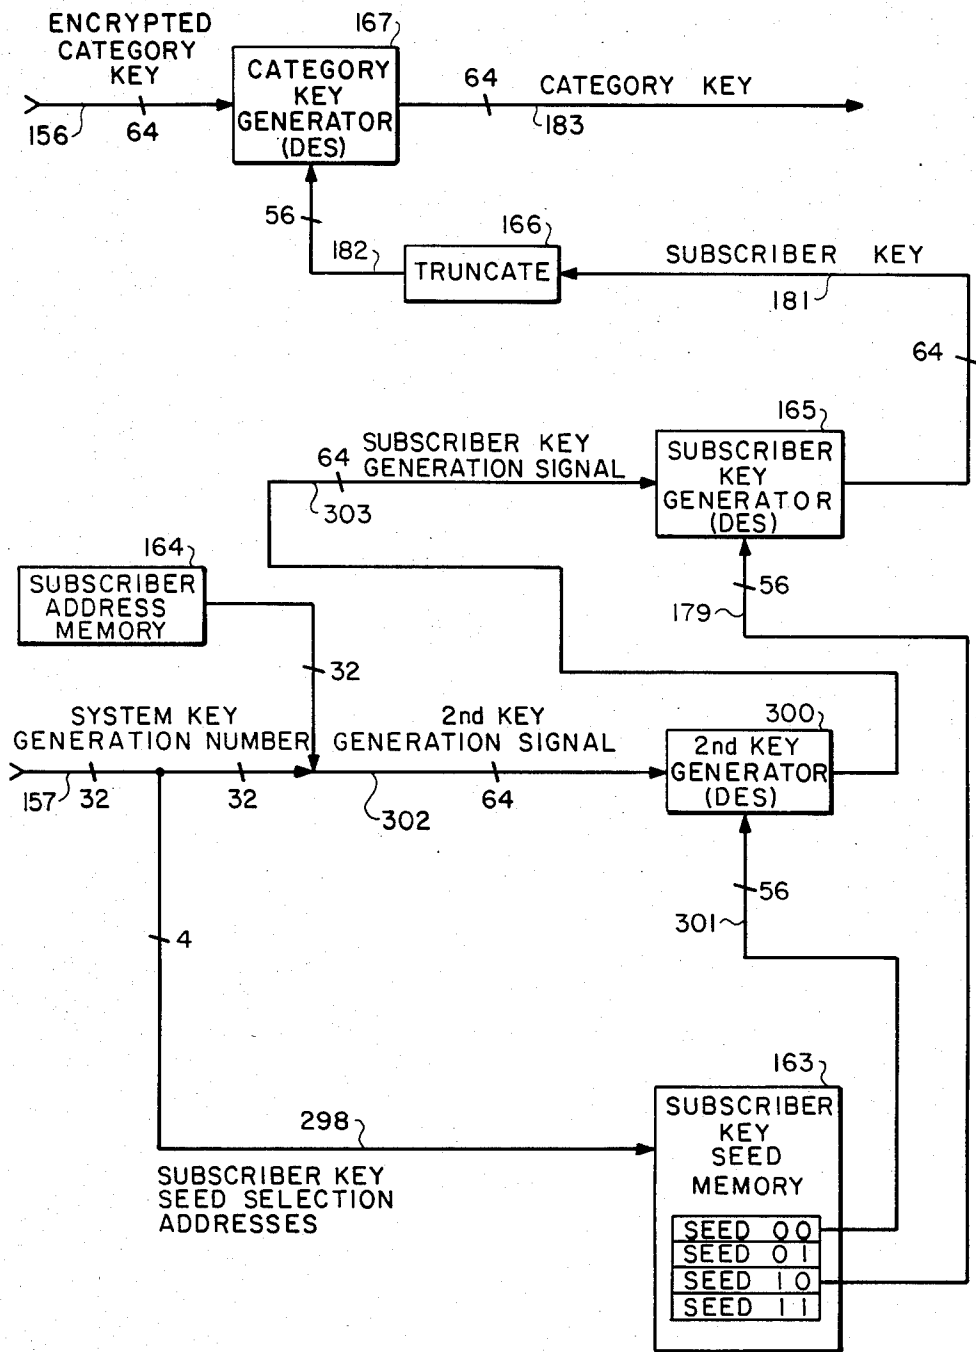 ENCRYPTED
CATEGORY
KEY
156
64
167
CATEGORY
KEY
GENERATOR
(DES)
64
CATEGORY KEY
183
56
182
166
TRUNCATE
SUBSCRIBER KEY
181
64
165
SUBSCRIBER
KEY
GENERATOR
(DES)
64
SUBSCRIBER KEY
GENERATION SIGNAL
303
164
SUBSCRIBER
ADDRESS
MEMORY
56
179
32
SYSTEM KEY
GENERATION NUMBER
157
32
32
2nd KEY
GENERATION SIGNAL
302
64
300
2nd KEY
GENERATOR
(DES)
56
301
4
298
SUBSCRIBER KEY
SEED SELECTION
ADDRESSES
163
SUBSCRIBER
KEY
SEED
MEMORY
SEED 00
SEED 01
SEED 10
SEED 11